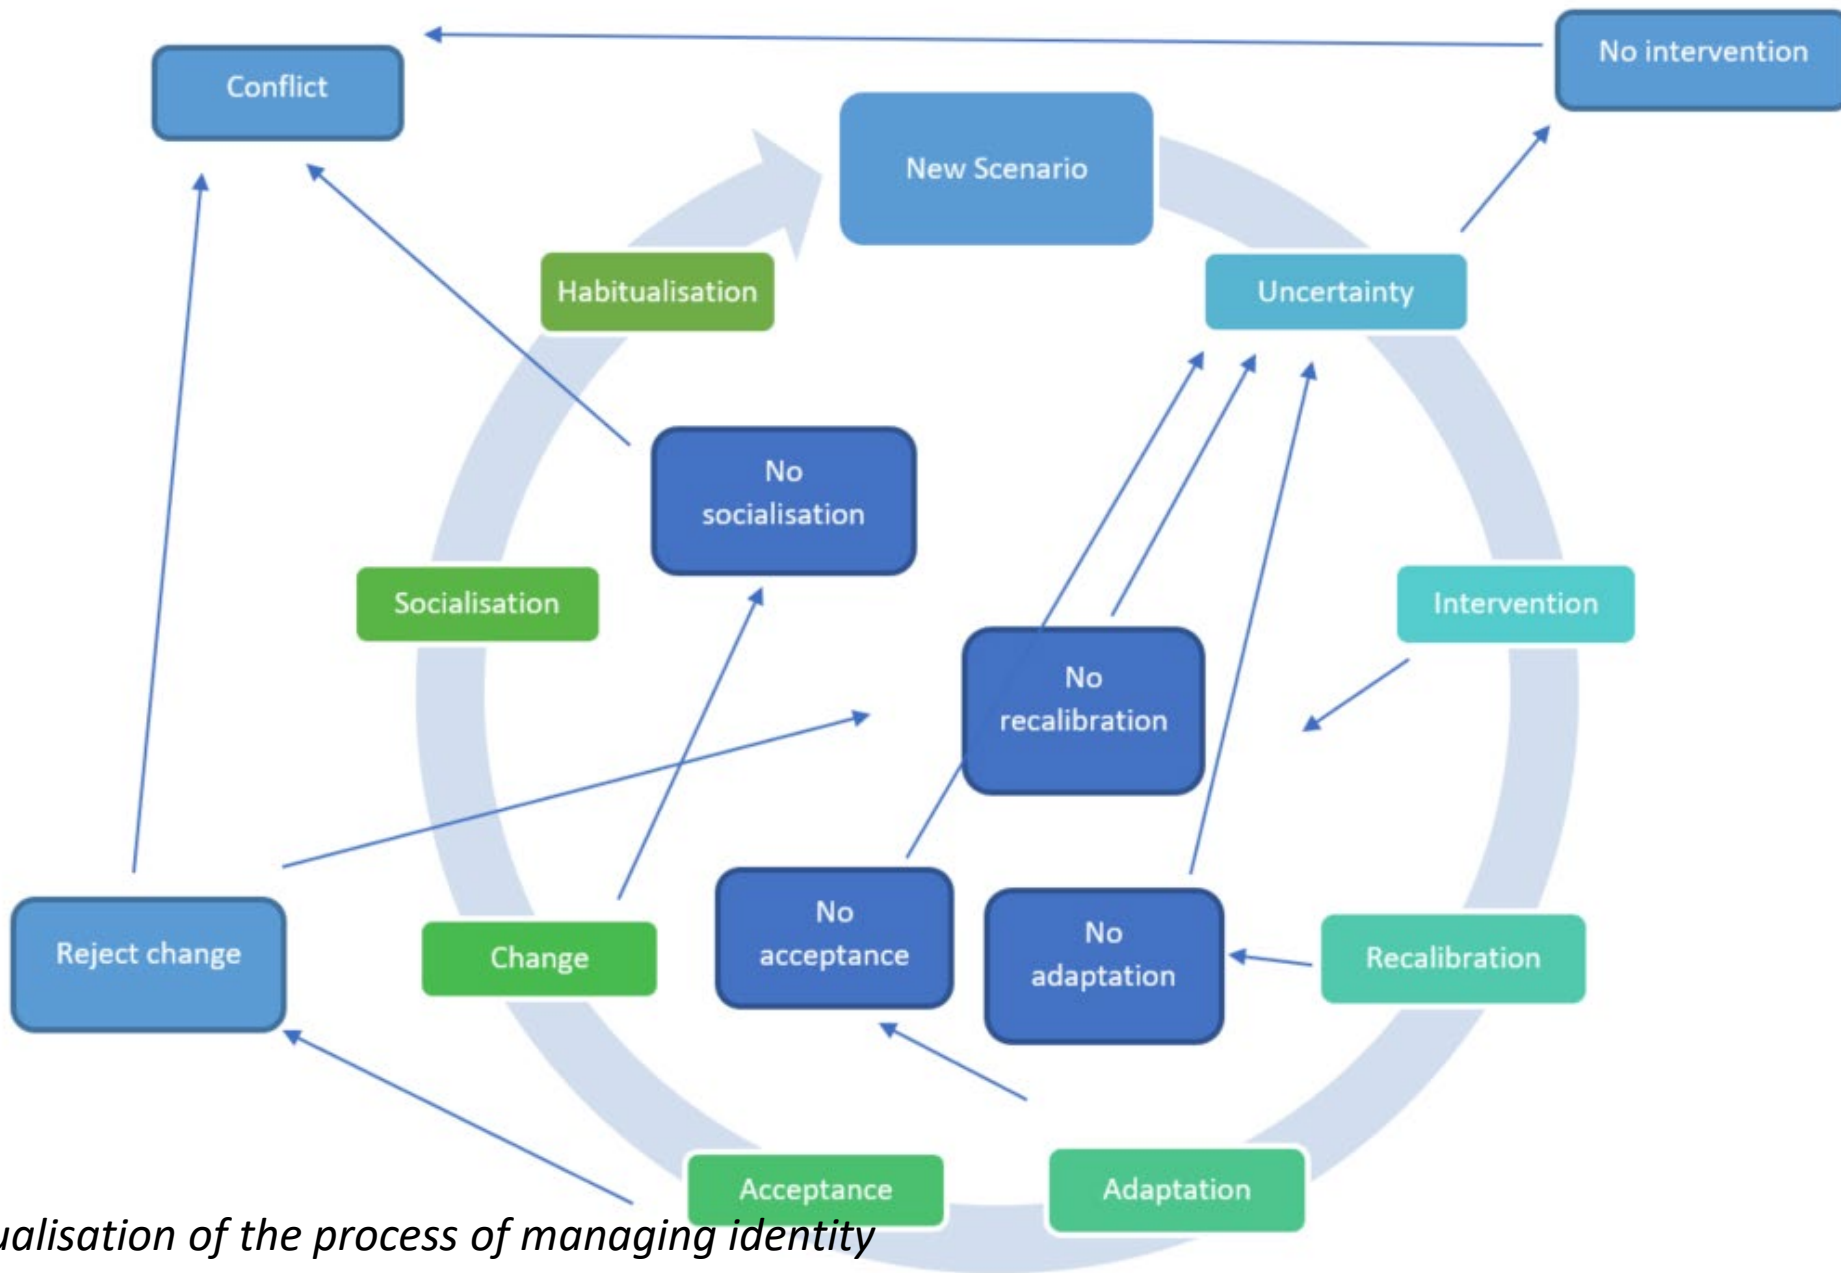 Conflict
No intervention
New Scenario
Habitualisation
Uncertainty
No
socialisation
Socialisation
Intervention
No
recalibration
Reject change
Change
No
acceptance
No
adaptation
Recalibration
Acceptance
Adaptation
ualisation of the process of managing identity